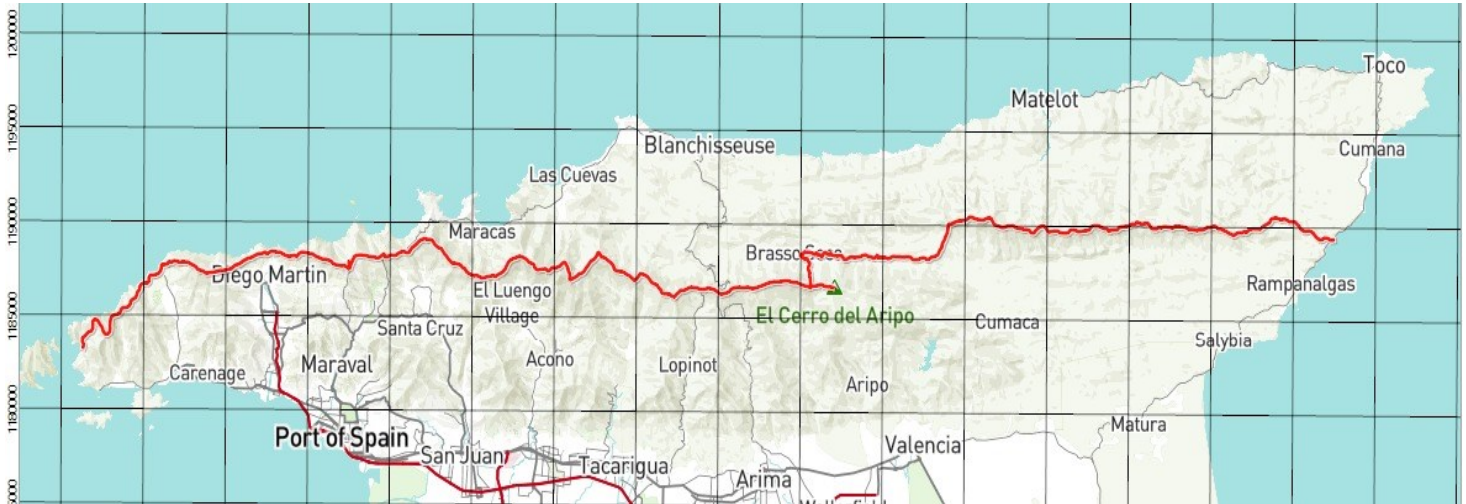 1200000
Toco
Matelot
1195000
Blanchisseuse
Cumana
Las Cuevas
1190000
Maracas
Brasso Seco
Diego Martin
El Luengo
Village
Rampanalgas
1185000
El Cerro del Aripo
Cumaca
Santa Cruz
Salybia
Maraval
Acoño
Lopinot
Carenage
Aripo
1180000
Matura
Port of Spain
San Juan
Valencia
Tacarigua
Arima